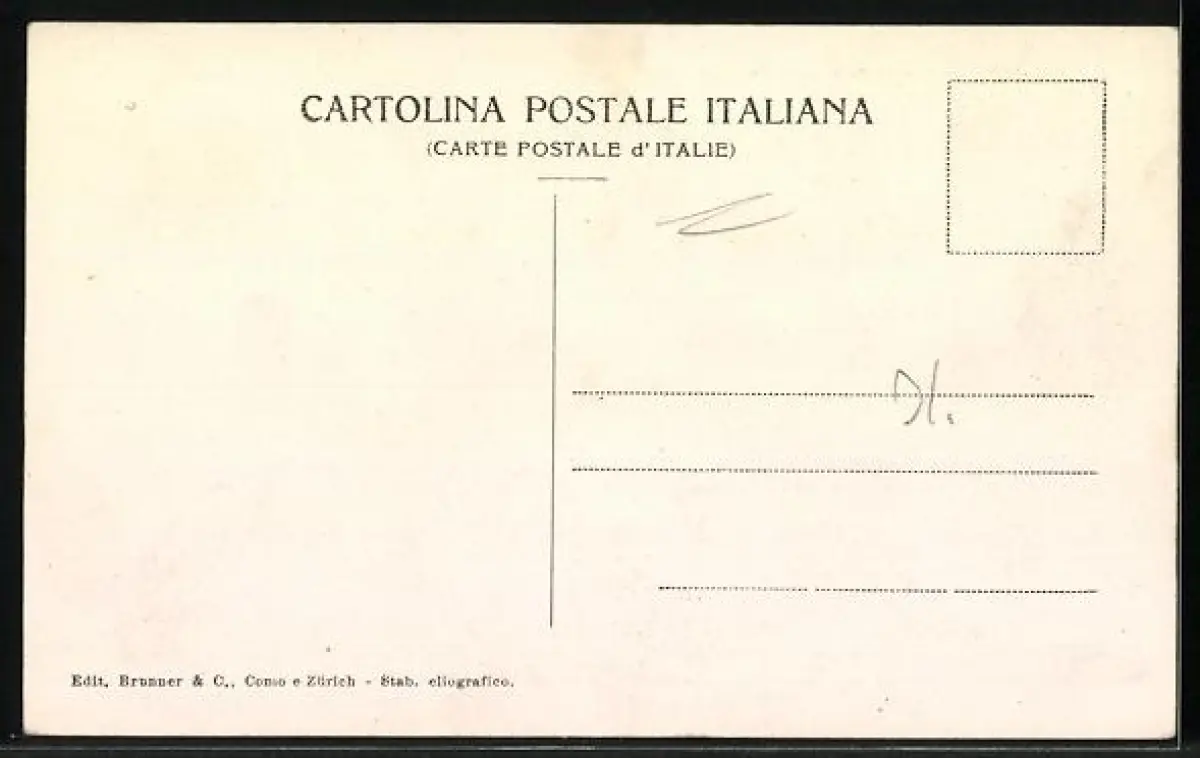 CARTOLINA POSTALE ITALIANA
(CARTE POSTALE d'ITALIE)
Edit. Brunner & C., Como e Zürich - Stab. eliografico.